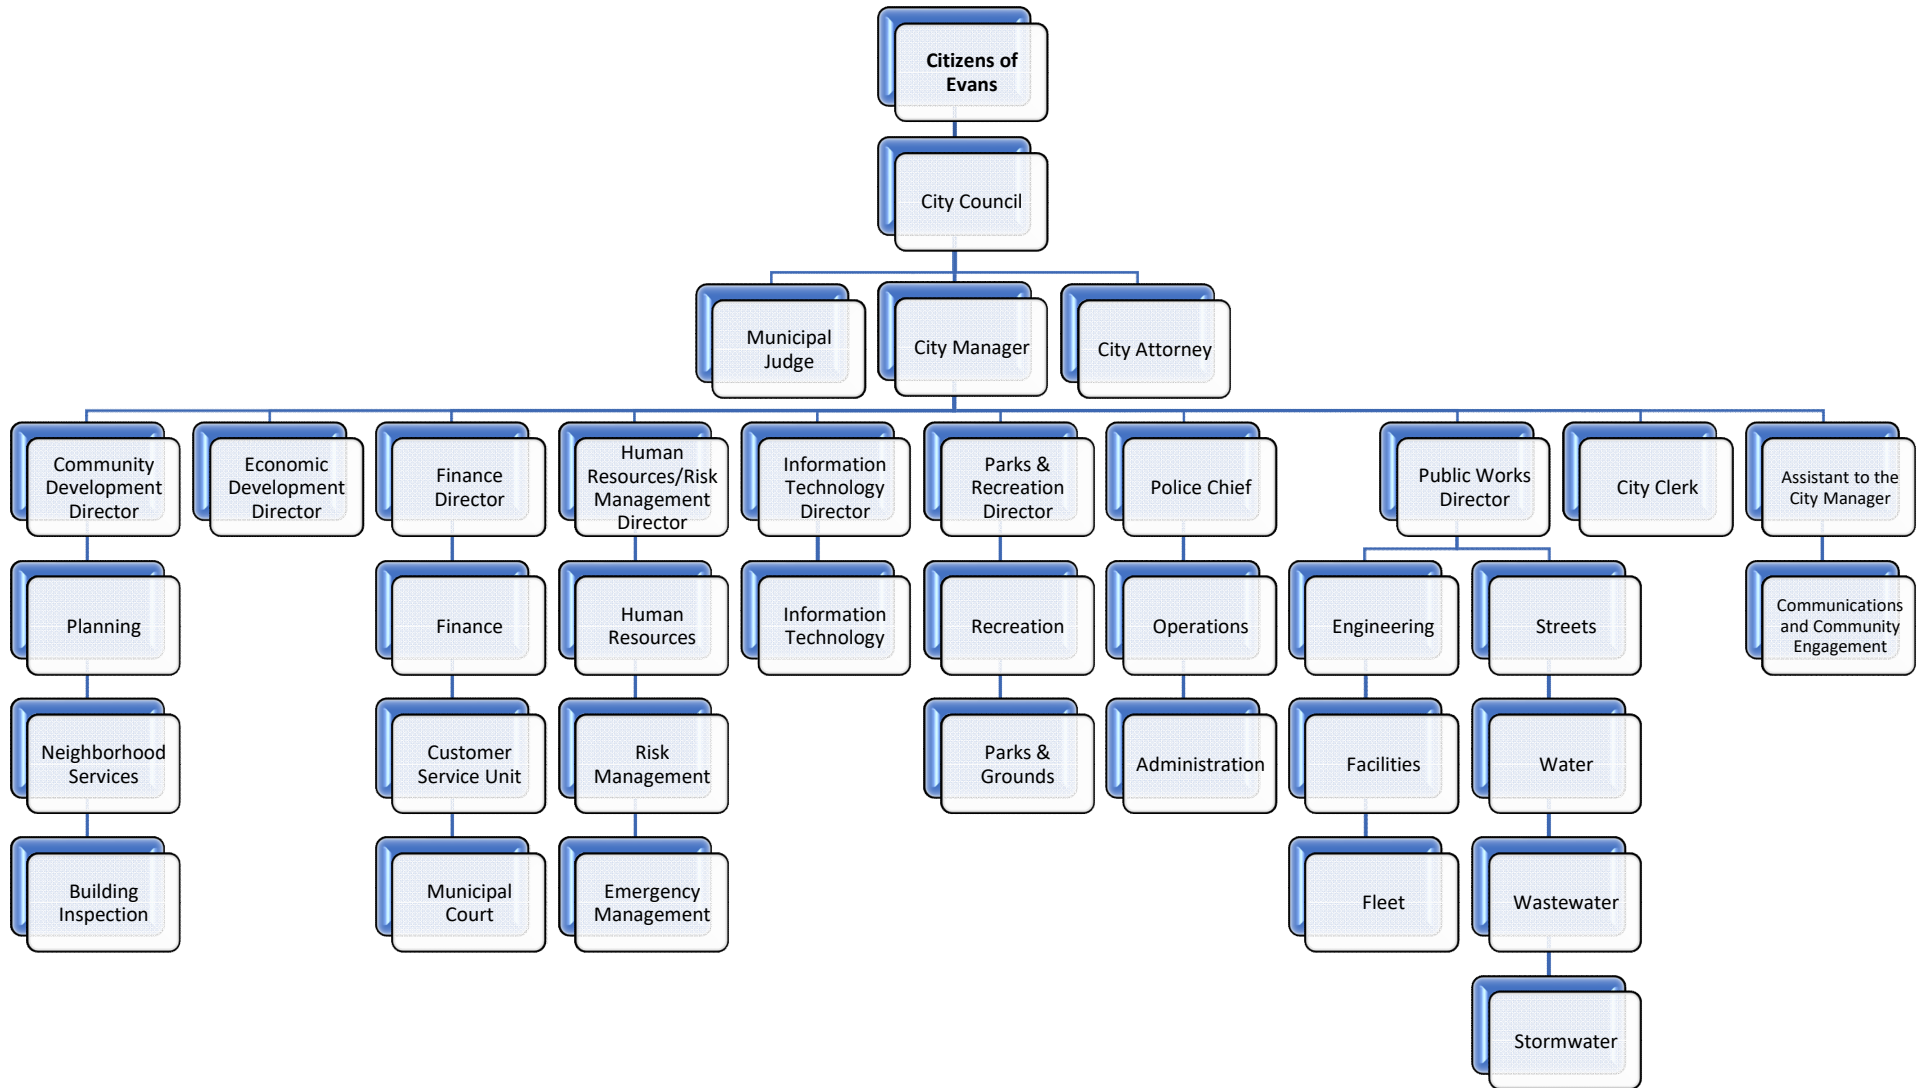 Citizens of
Evans
City Council
Municipal
Judge
City Manager
City Attorney
Community
Development
Director
Economic
Development
Director
Finance
Director
Human
Resources/Risk
Management
Director
Information
Technology
Director
Parks &
Recreation
Director
Police Chief
Public Works
Director
City Clerk
Assistant to the
City Manager
Planning
Finance
Human
Resources
Information
Technology
Recreation
Operations
Engineering
Streets
Communications
and Community
Engagement
Neighborhood
Services
Customer
Service Unit
Risk
Management
Parks &
Grounds
Administration
Facilities
Water
Building
Inspection
Municipal
Court
Emergency
Management
Fleet
Wastewater
Stormwater